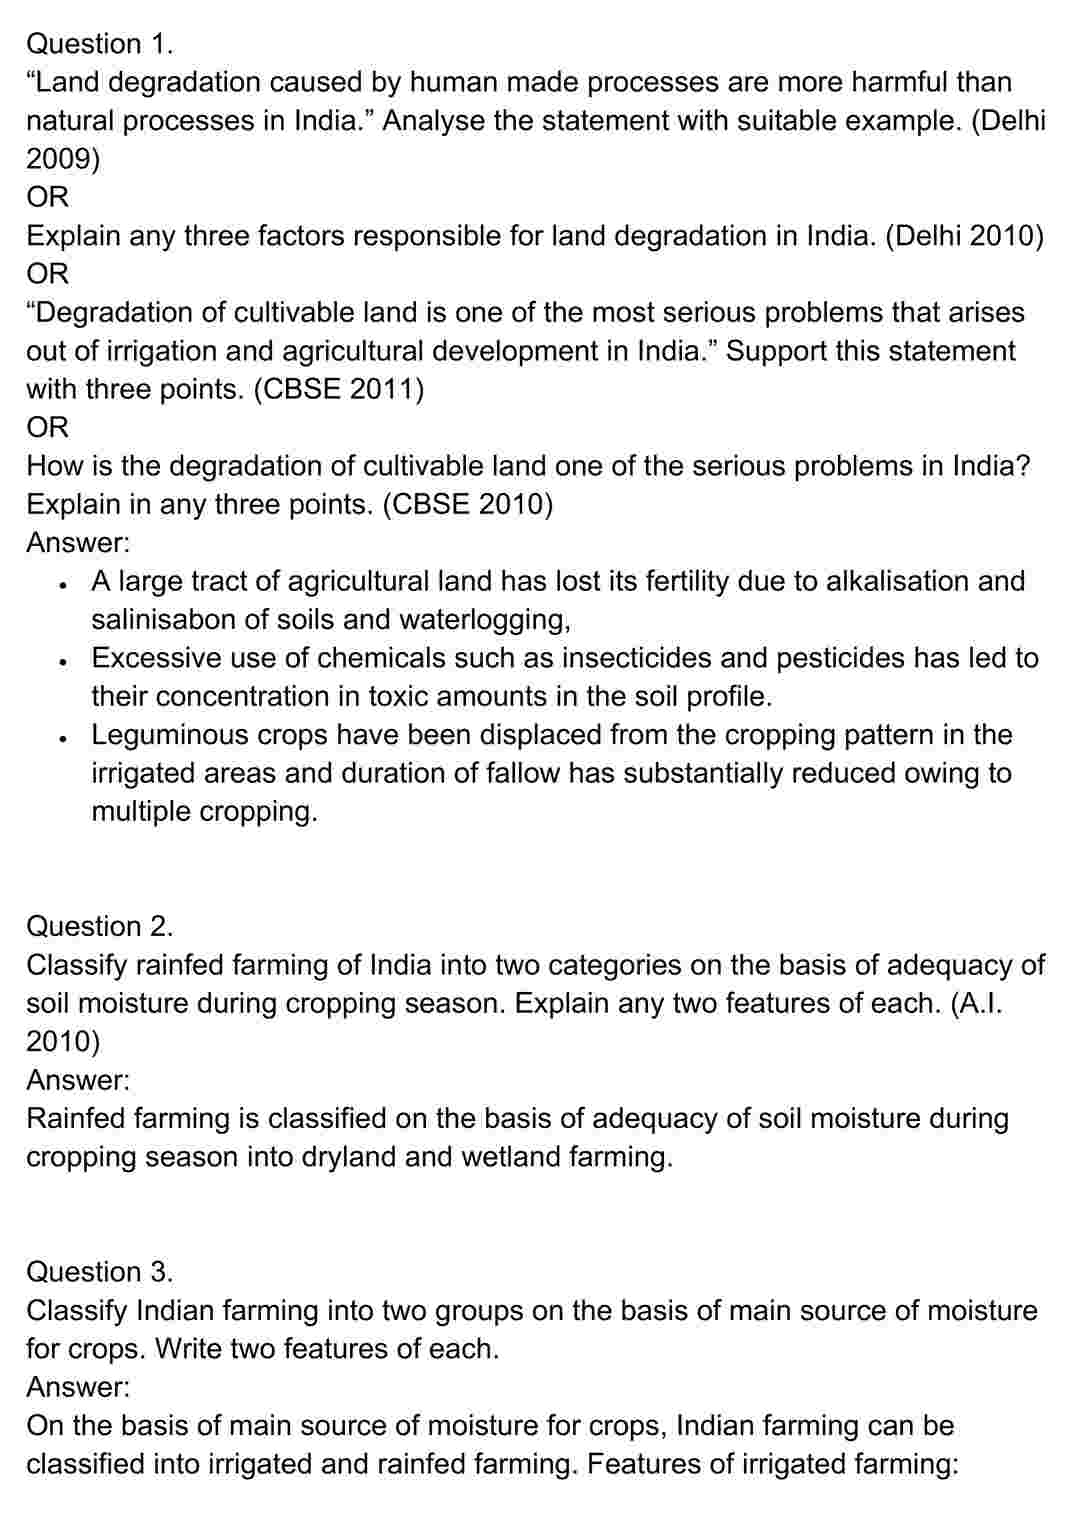 Question 1.
“Land degradation caused by human made processes are more harmful than
natural processes in India.” Analyse the statement with suitable example. (Delhi
2009)
OR
Explain any three factors responsible for land degradation in India. (Delhi 2010)
OR
“Degradation of cultivable land is one of the most serious problems that arises
out of irrigation and agricultural development in India.” Support this statement
with three points. (CBSE 2011)
OR
How is the degradation of cultivable land one of the serious problems in India?
Explain in any three points. (CBSE 2010)
Answer:
• A large tract of agricultural land has lost its fertility due to alkalisation and
salinisabon of soils and waterlogging,
• Excessive use of chemicals such as insecticides and pesticides has led to
their concentration in toxic amounts in the soil profile.
• Leguminous crops have been displaced from the cropping pattern in the
irrigated areas and duration of fallow has substantially reduced owing to
multiple cropping.
Question 2.
Classify rainfed farming of India into two categories on the basis of adequacy of
soil moisture during cropping season. Explain any two features of each. (A.I.
2010)
Answer:
Rainfed farming is classified on the basis of adequacy of soil moisture during
cropping season into dryland and wetland farming.
Question 3.
Classify Indian farming into two groups on the basis of main source of moisture
for crops. Write two features of each.
Answer:
On the basis of main source of moisture for crops, Indian farming can be
classified into irrigated and rainfed farming. Features of irrigated farming: